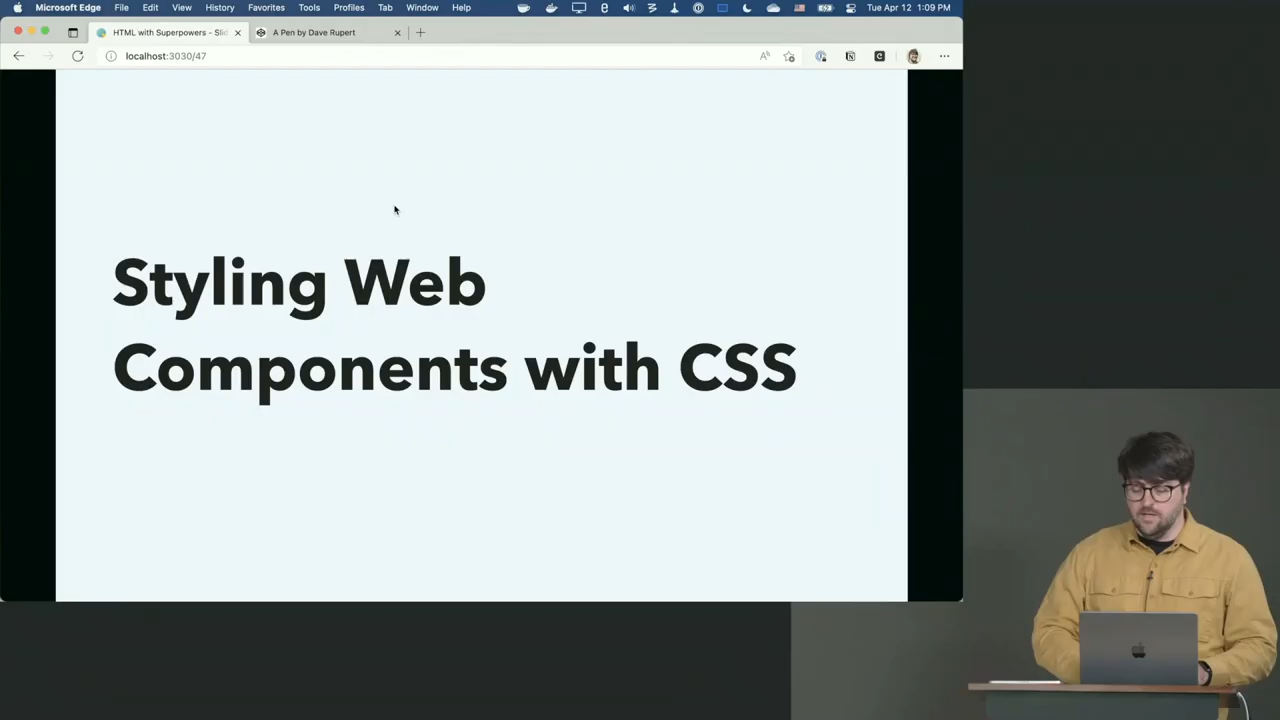 Microsoft Edge File Edit View History Favorites Tools Profiles Tab Window Help Tue Apr 12 1:09 PM
HTML with Superpowers - Slid A Pen by Dave Rupert
localhost:3030/47
Styling Web
Components with CSS